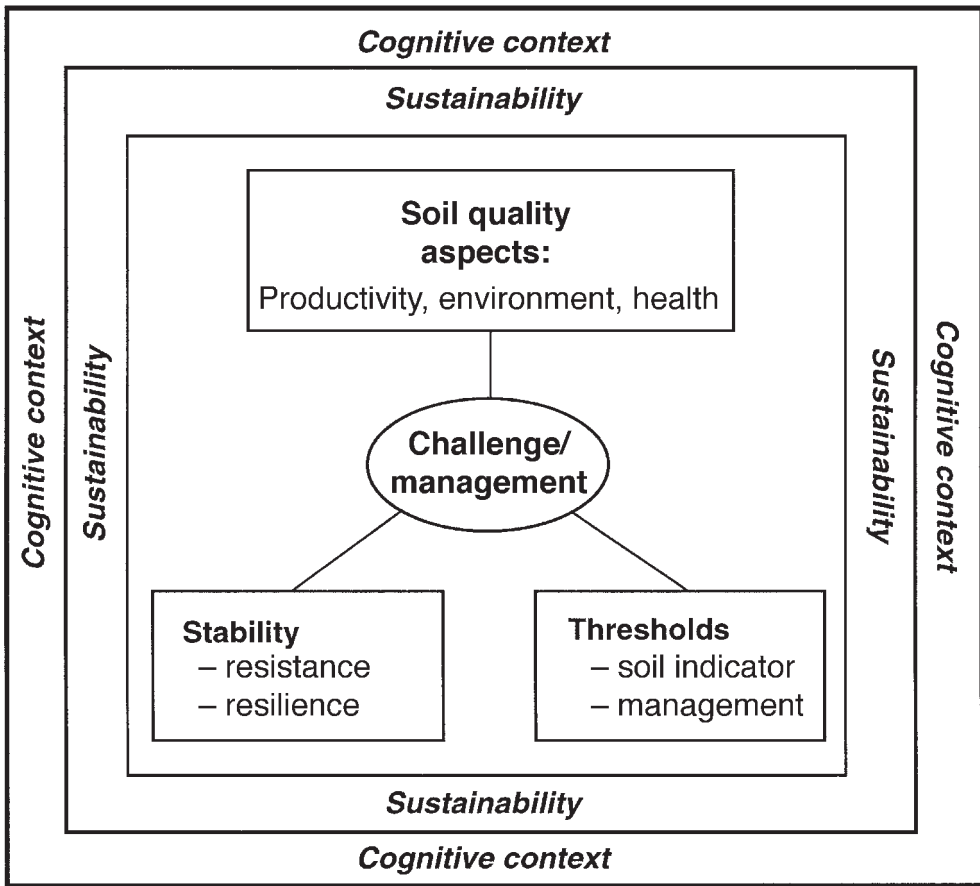 Cognitive context
Sustainability
Cognitive context
Sustainability
Soil quality
aspects:
Productivity, environment, health
Challenge/
management
Stability
– resistance
– resilience
Thresholds
– soil indicator
– management
Sustainability
Cognitive context
Sustainability
Cognitive context